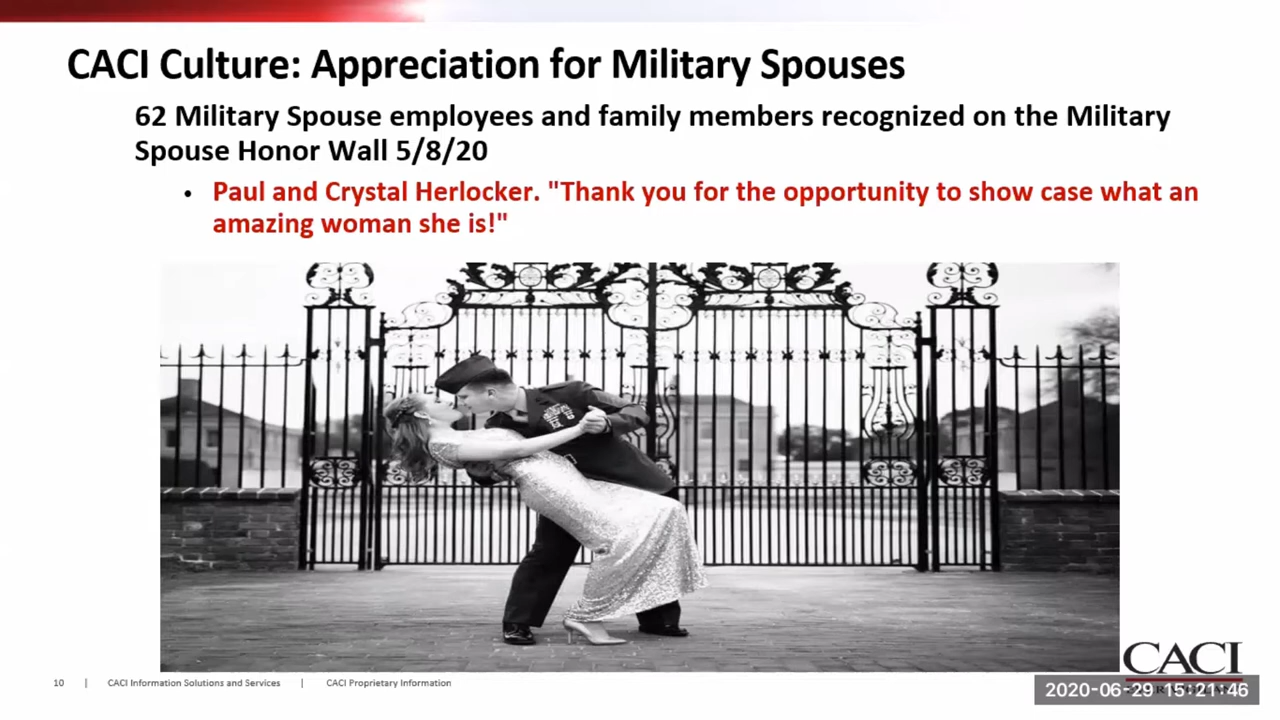 CACI Culture: Appreciation for Military Spouses
62 Military Spouse employees and family members recognized on the Military
Spouse Honor Wall 5/8/20
• Paul and Crystal Herlocker. "Thank you for the opportunity to show case what an
amazing woman she is!"
CACI
10 | CACI Information Solutions and Services | CACI Proprietary Information
2020-06-29 15:21:46